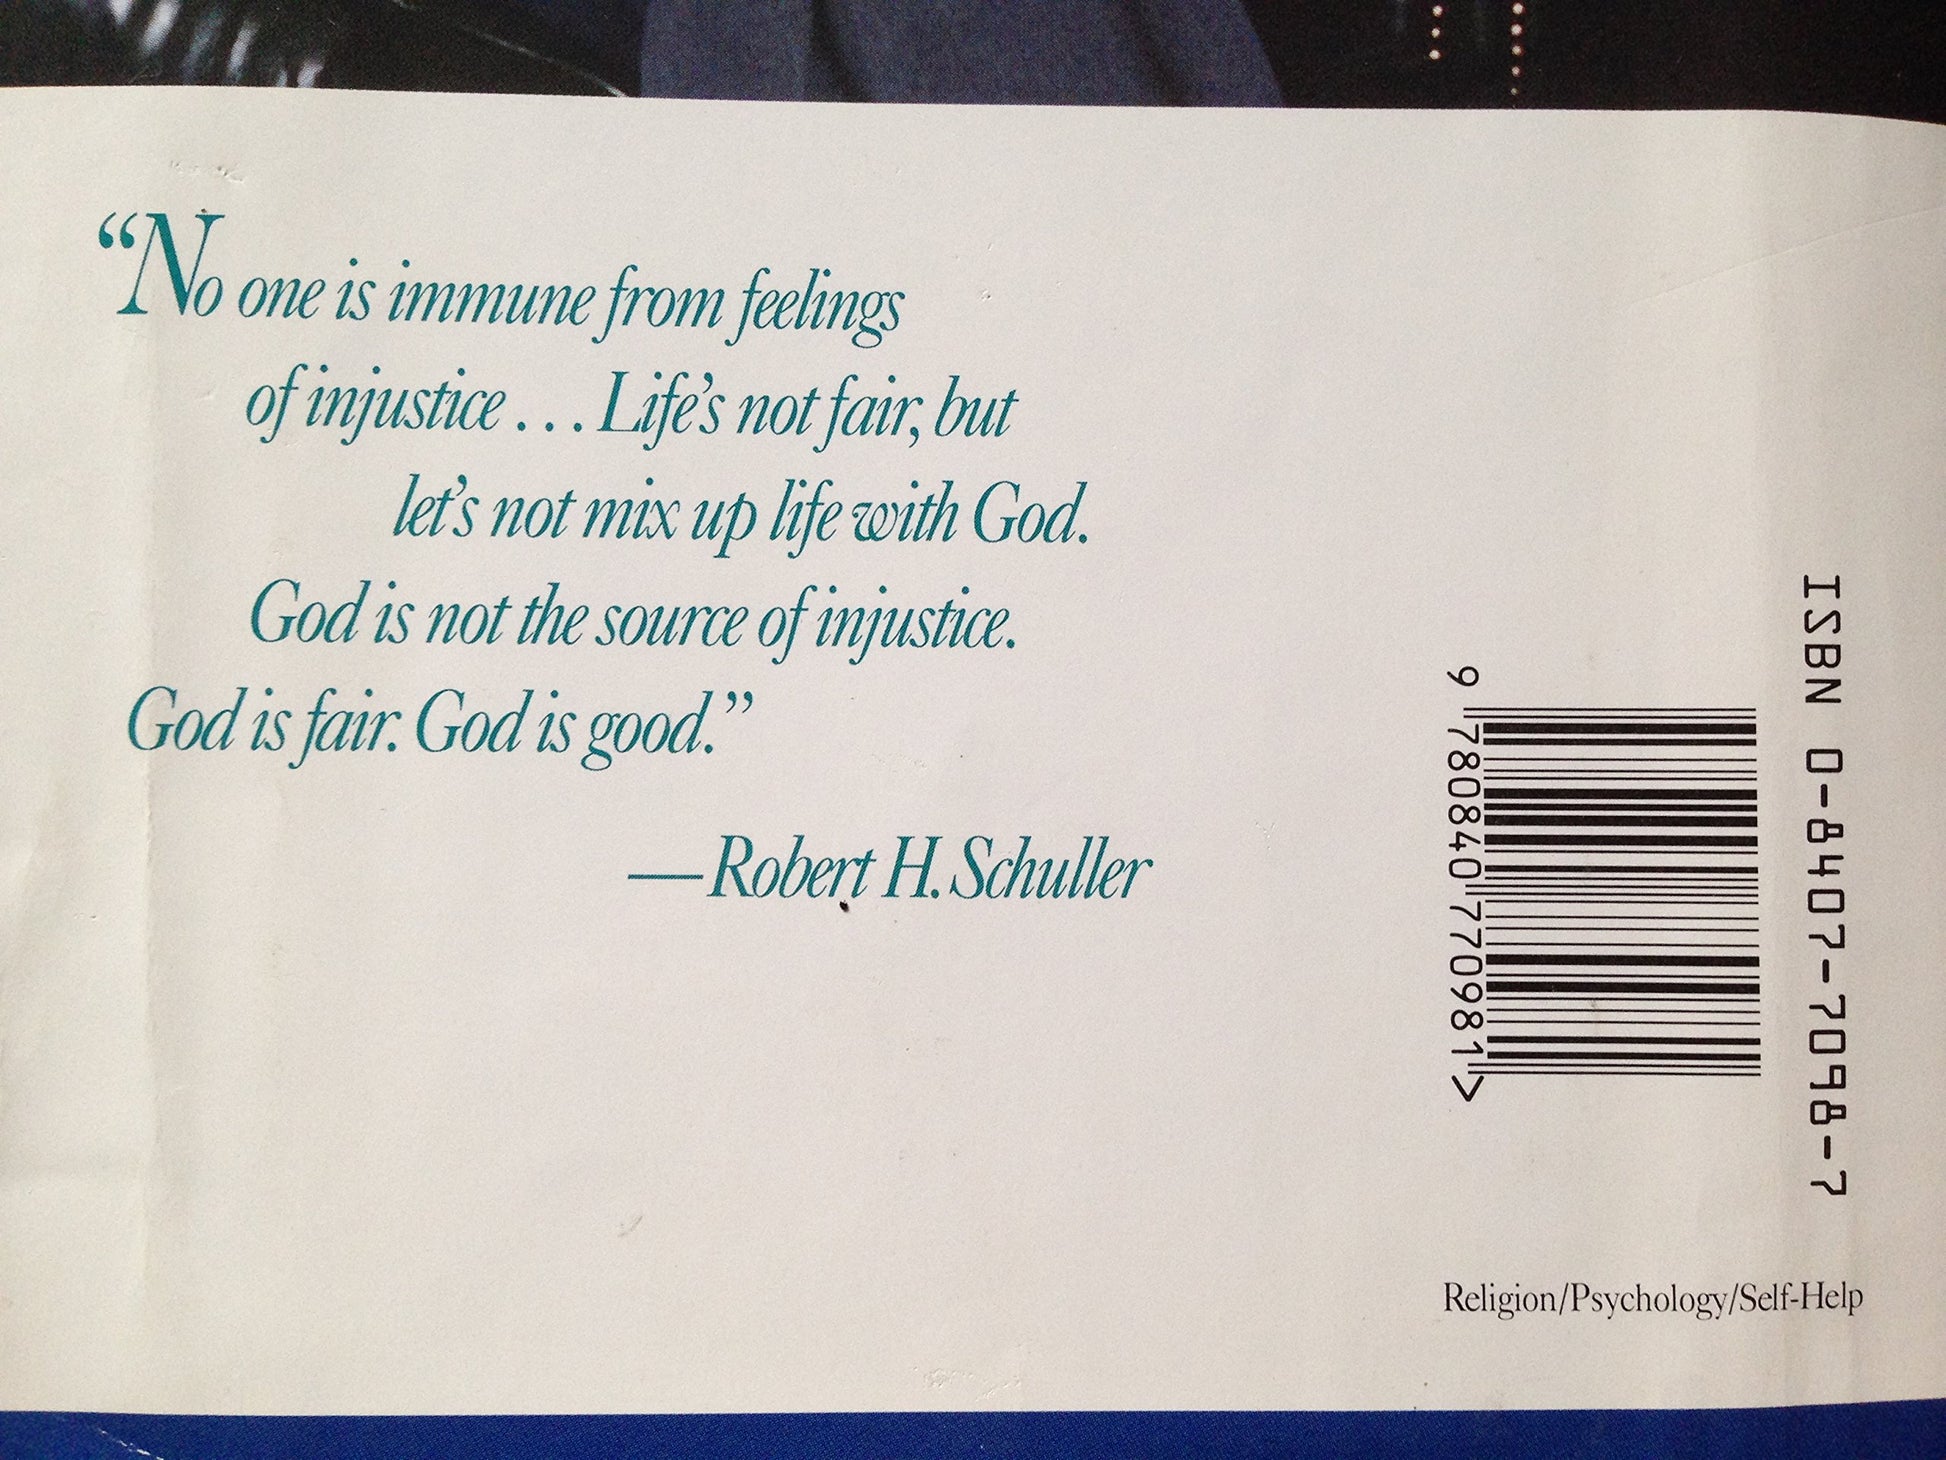 “No one is immune from feelings
of injustice . . . Life’s not fair, but
let’s not mix up life with God.
God is not the source of injustice.
God is fair. God is good.”
—Robert H. Schuller
ISBN 0-8407-7098-7
9 780840 770981 >
Religion/Psychology/Self-Help